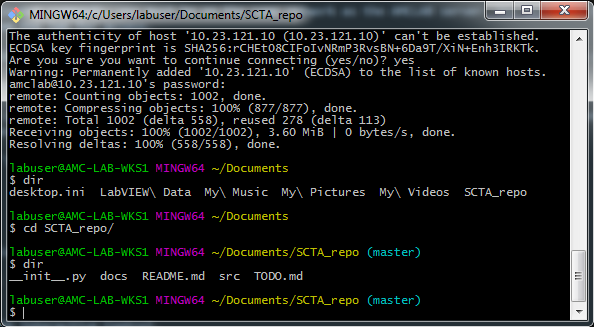 MINGW64:/c/Users/labuser/Documents/SCTA_repo
The authenticity of host '10.23.121.10 (10.23.121.10)' can't be established.
ECDSA key fingerprint is SHA256:rCHEtO8CIFoIvNRmP3RvsBN+6Da9T/XiN+Enh3IRKTk.
Are you sure you want to continue connecting (yes/no)? yes
Warning: Permanently added '10.23.121.10' (ECDSA) to the list of known hosts.
amclab@10.23.121.10's password:
remote: Counting objects: 1002, done.
remote: Compressing objects: 100% (877/877), done.
remote: Total 1002 (delta 558), reused 278 (delta 113)
Receiving objects: 100% (1002/1002), 3.60 MiB | 0 bytes/s, done.
Resolving deltas: 100% (558/558), done.
labuser@AMC-LAB-WKS1 MINGW64 ~/Documents
$ dir
desktop.ini  LabVIEW\ Data  My\ Music  My\ Pictures  My\ Videos  SCTA_repo
labuser@AMC-LAB-WKS1 MINGW64 ~/Documents
$ cd SCTA_repo/
labuser@AMC-LAB-WKS1 MINGW64 ~/Documents/SCTA_repo (master)
$ dir
__init__.py  docs  README.md  src  TODO.md
labuser@AMC-LAB-WKS1 MINGW64 ~/Documents/SCTA_repo (master)
$